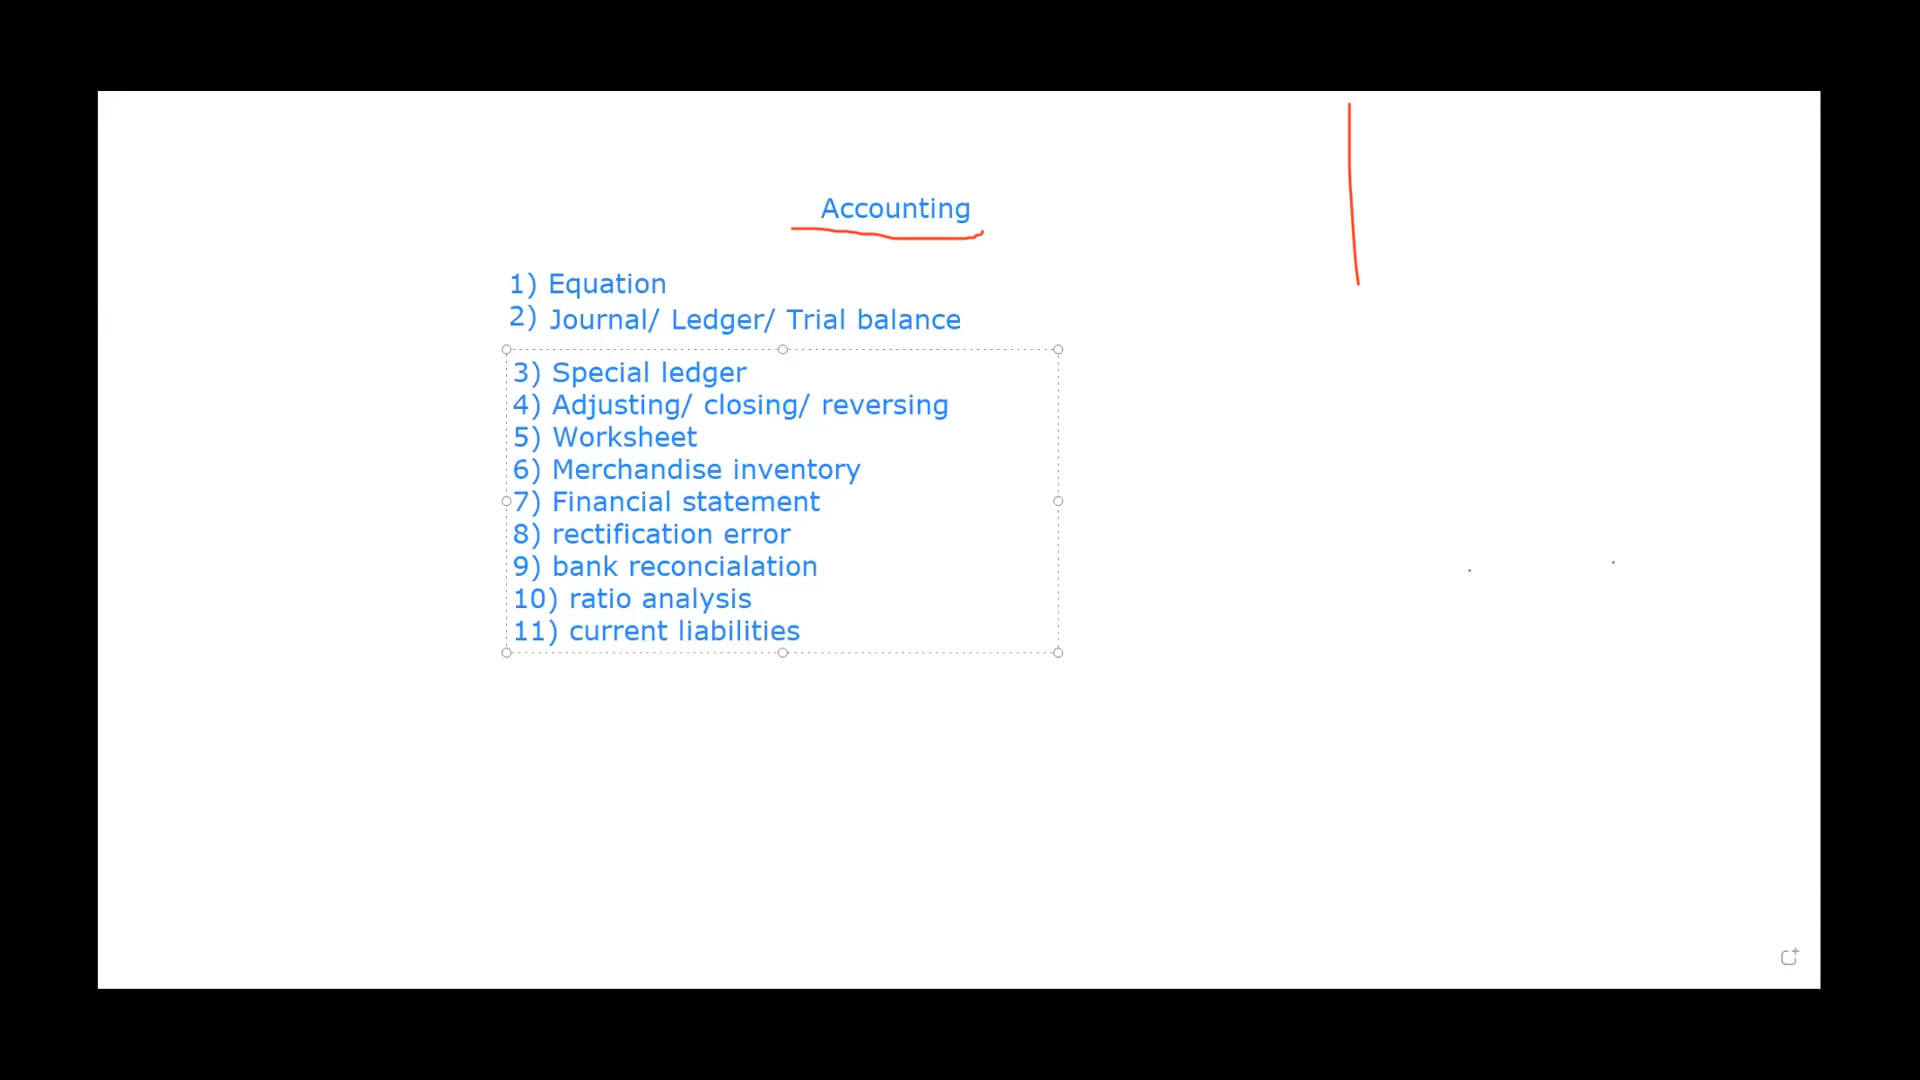 Accounting
1) Equation
2) Journal/ Ledger/ Trial balance
3) Special ledger
4) Adjusting/ closing/ reversing
5) Worksheet
6) Merchandise inventory
7) Financial statement
8) rectification error
9) bank reconcialation
10) ratio analysis
11) current liabilities